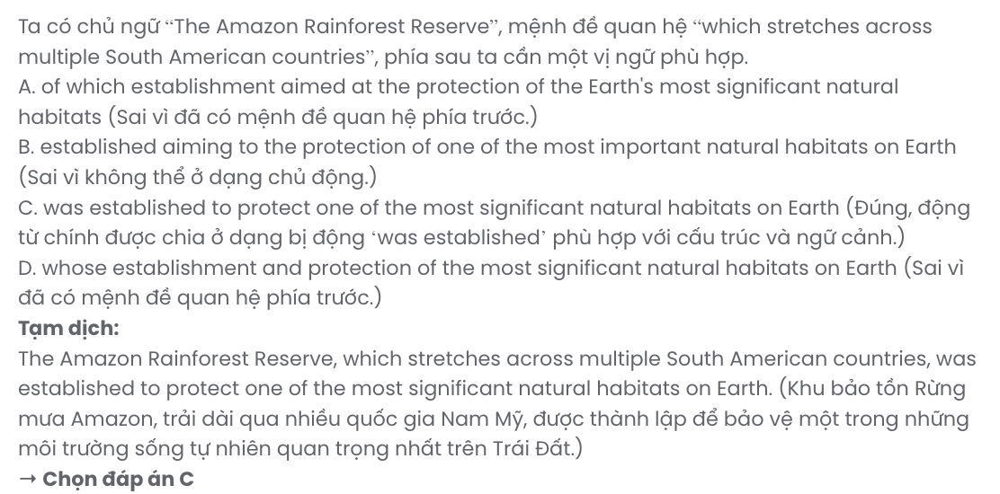 Ta có chủ ngữ “The Amazon Rainforest Reserve”, mệnh đề quan hệ “which stretches across
multiple South American countries”, phía sau ta cần một vị ngữ phù hợp.
A. of which establishment aimed at the protection of the Earth's most significant natural
habitats (Sai vì đã có mệnh đề quan hệ phía trước.)
B. established aiming to the protection of one of the most important natural habitats on Earth
(Sai vì không thể ở dạng chủ động.)
C. was established to protect one of the most significant natural habitats on Earth (Đúng, động
từ chính được chia ở dạng bị động ‘was established’ phù hợp với cấu trúc và ngữ cảnh.)
D. whose establishment and protection of the most significant natural habitats on Earth (Sai vì
đã có mệnh đề quan hệ phía trước.)
Tạm dịch:
The Amazon Rainforest Reserve, which stretches across multiple South American countries, was
established to protect one of the most significant natural habitats on Earth. (Khu bảo tồn Rừng
mưa Amazon, trải dài qua nhiều quốc gia Nam Mỹ, được thành lập để bảo vệ một trong những
môi trường sống tự nhiên quan trọng nhất trên Trái Đất.)
→ Chọn đáp án C